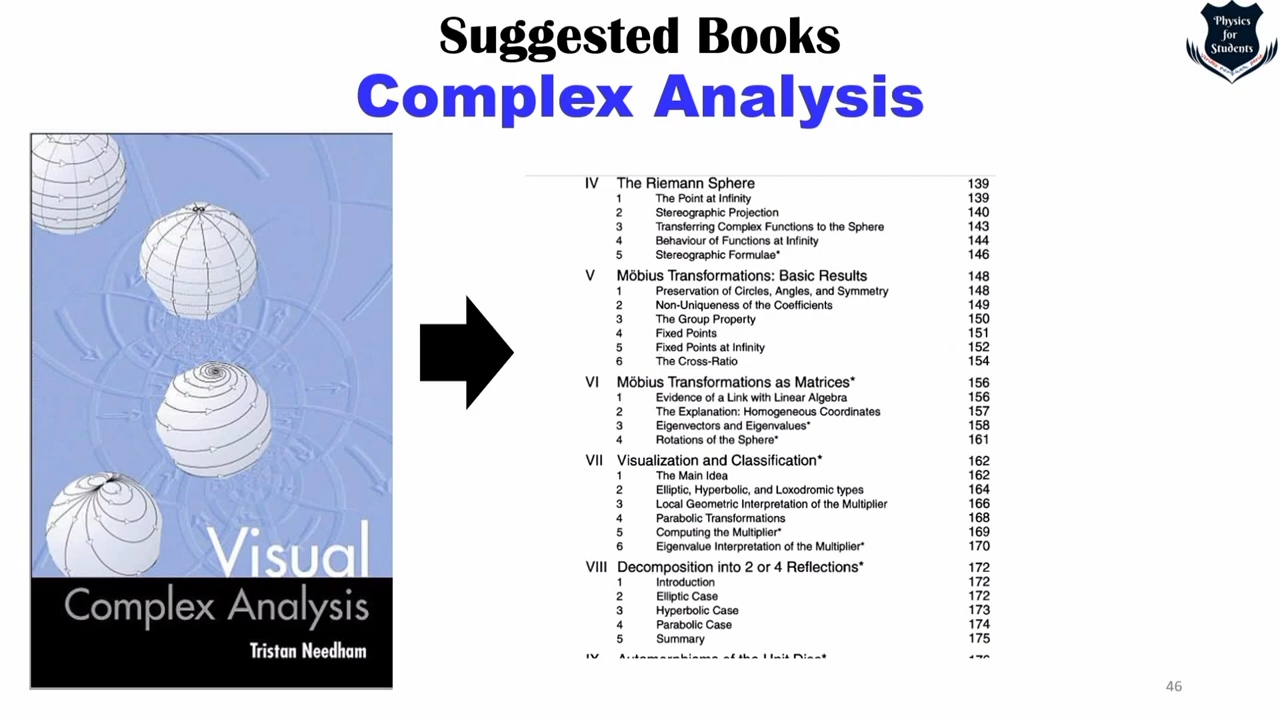 Suggested Books
Complex Analysis
Physics
for
Students
Visual
Complex Analysis
Tristan Needham
IV The Riemann Sphere 139
1 The Point at Infinity 139
2 Stereographic Projection 140
3 Transferring Complex Functions to the Sphere 143
4 Behaviour of Functions at Infinity 144
5 Stereographic Formulae* 146
V Möbius Transformations: Basic Results 148
1 Preservation of Circles, Angles, and Symmetry 148
2 Non-Uniqueness of the Coefficients 149
3 The Group Property 150
4 Fixed Points 151
5 Fixed Points at Infinity 152
6 The Cross-Ratio 154
VI Möbius Transformations as Matrices* 156
1 Evidence of a Link with Linear Algebra 156
2 The Explanation: Homogeneous Coordinates 157
3 Eigenvectors and Eigenvalues* 158
4 Rotations of the Sphere* 161
VII Visualization and Classification* 162
1 The Main Idea 162
2 Elliptic, Hyperbolic, and Loxodromic types 164
3 Local Geometric Interpretation of the Multiplier 166
4 Parabolic Transformations 168
5 Computing the Multiplier* 169
6 Eigenvalue Interpretation of the Multiplier* 170
VIII Decomposition into 2 or 4 Reflections* 172
1 Introduction 172
2 Elliptic Case 172
3 Hyperbolic Case 173
4 Parabolic Case 174
5 Summary 175
46